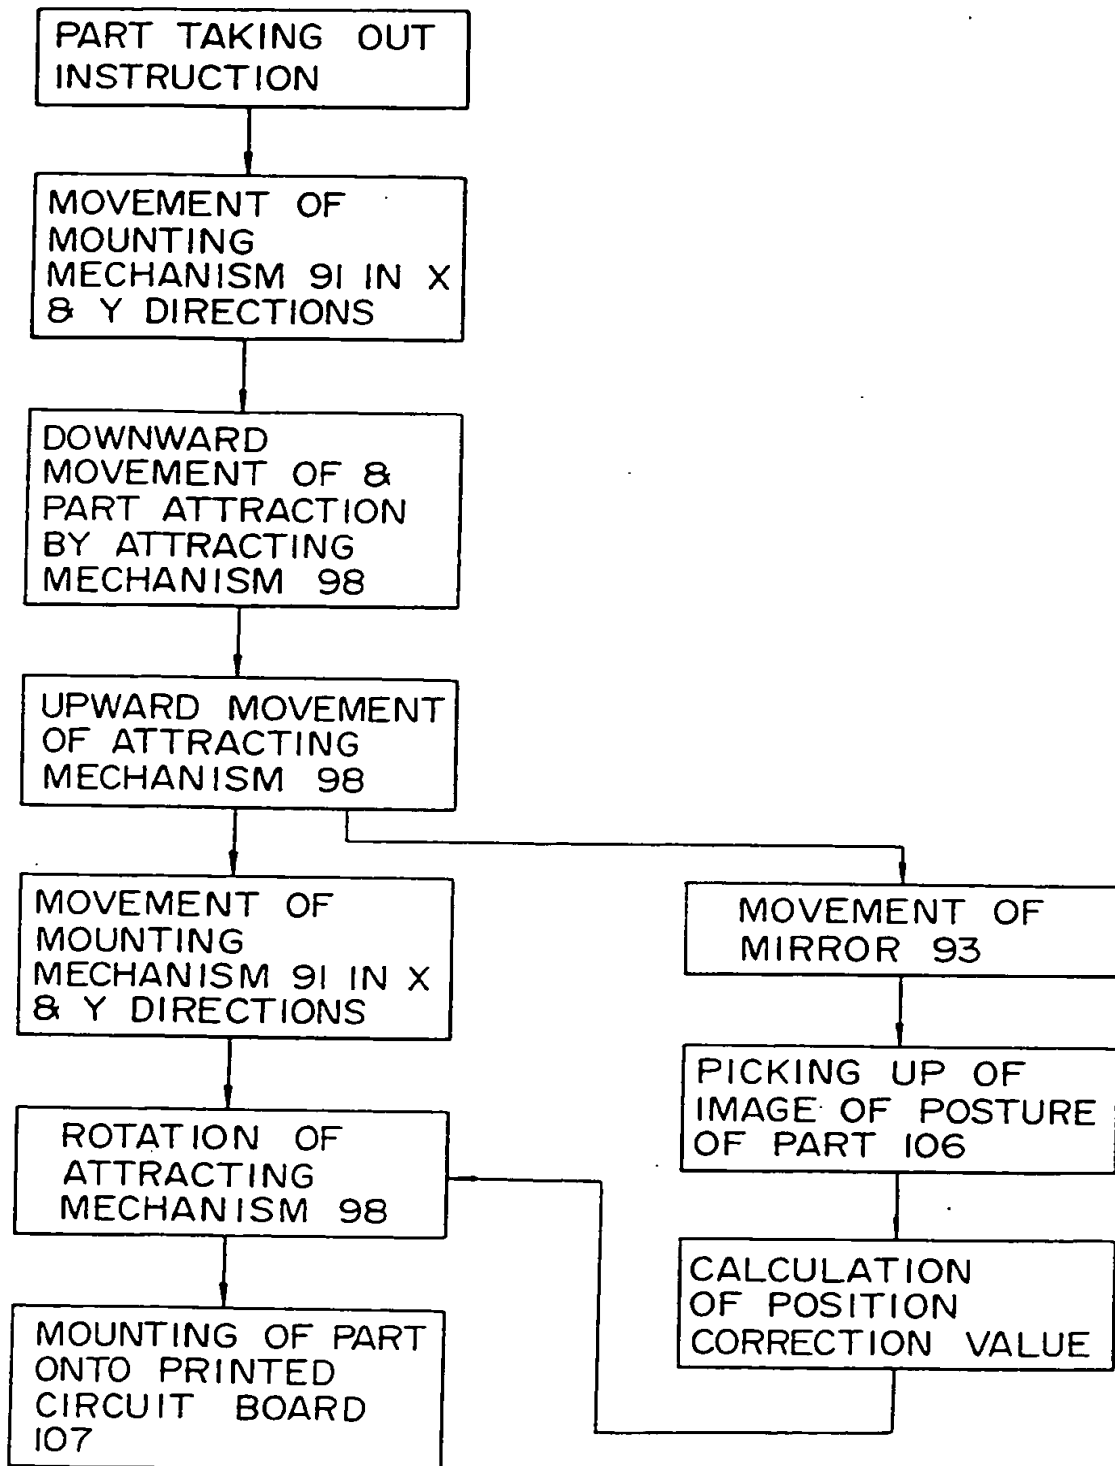 PART TAKING OUT
INSTRUCTION
MOVEMENT OF
MOUNTING
MECHANISM 91 IN X
& Y DIRECTIONS
DOWNWARD
MOVEMENT OF &
PART ATTRACTION
BY ATTRACTING
MECHANISM 98
UPWARD MOVEMENT
OF ATTRACTING
MECHANISM 98
MOVEMENT OF
MOUNTING
MECHANISM 91 IN X
& Y DIRECTIONS
ROTATION OF
ATTRACTING
MECHANISM 98
MOUNTING OF PART
ONTO PRINTED
CIRCUIT BOARD
107
MOVEMENT OF
MIRROR 93
PICKING UP OF
IMAGE OF POSTURE
OF PART 106
CALCULATION
OF POSITION
CORRECTION VALUE